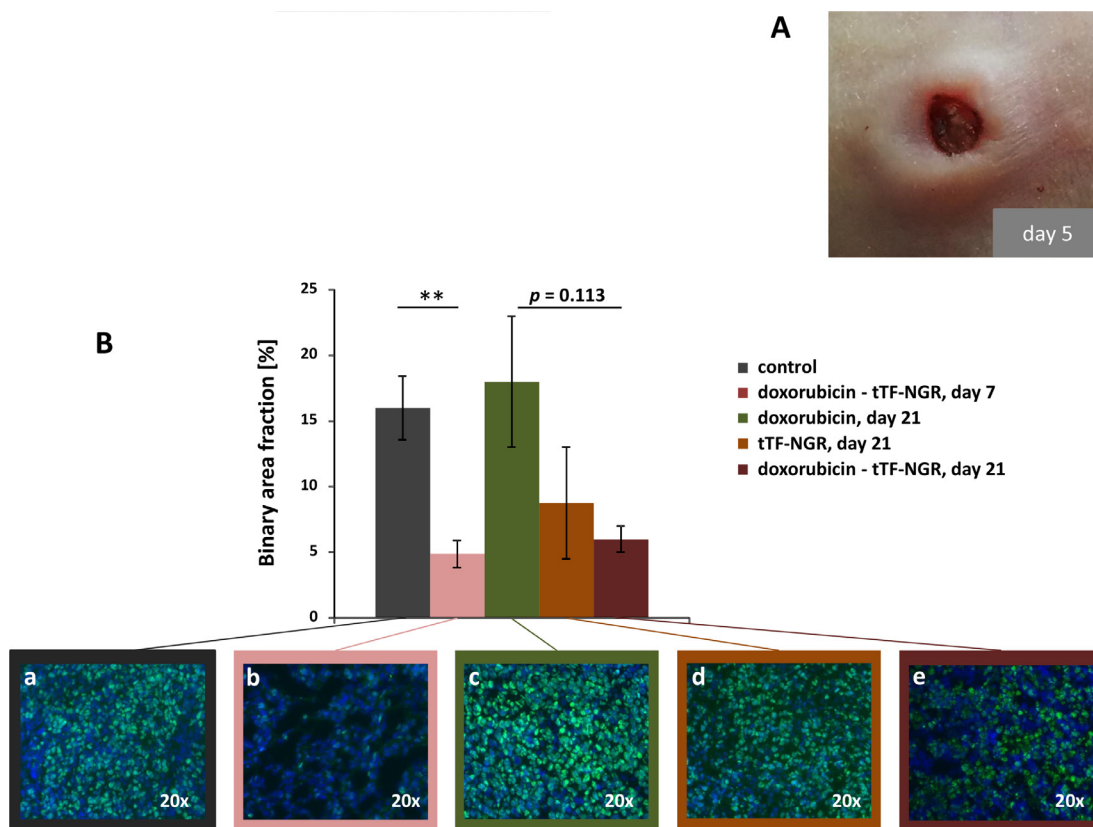 A
day 5
B
Binary area fraction [%]
25
20
15
10
5
0
**
p = 0.113
control
doxorubicin - tTF-NGR, day 7
doxorubicin, day 21
tTF-NGR, day 21
doxorubicin - tTF-NGR, day 21
a
20x
b
20x
c
20x
d
20x
e
20x